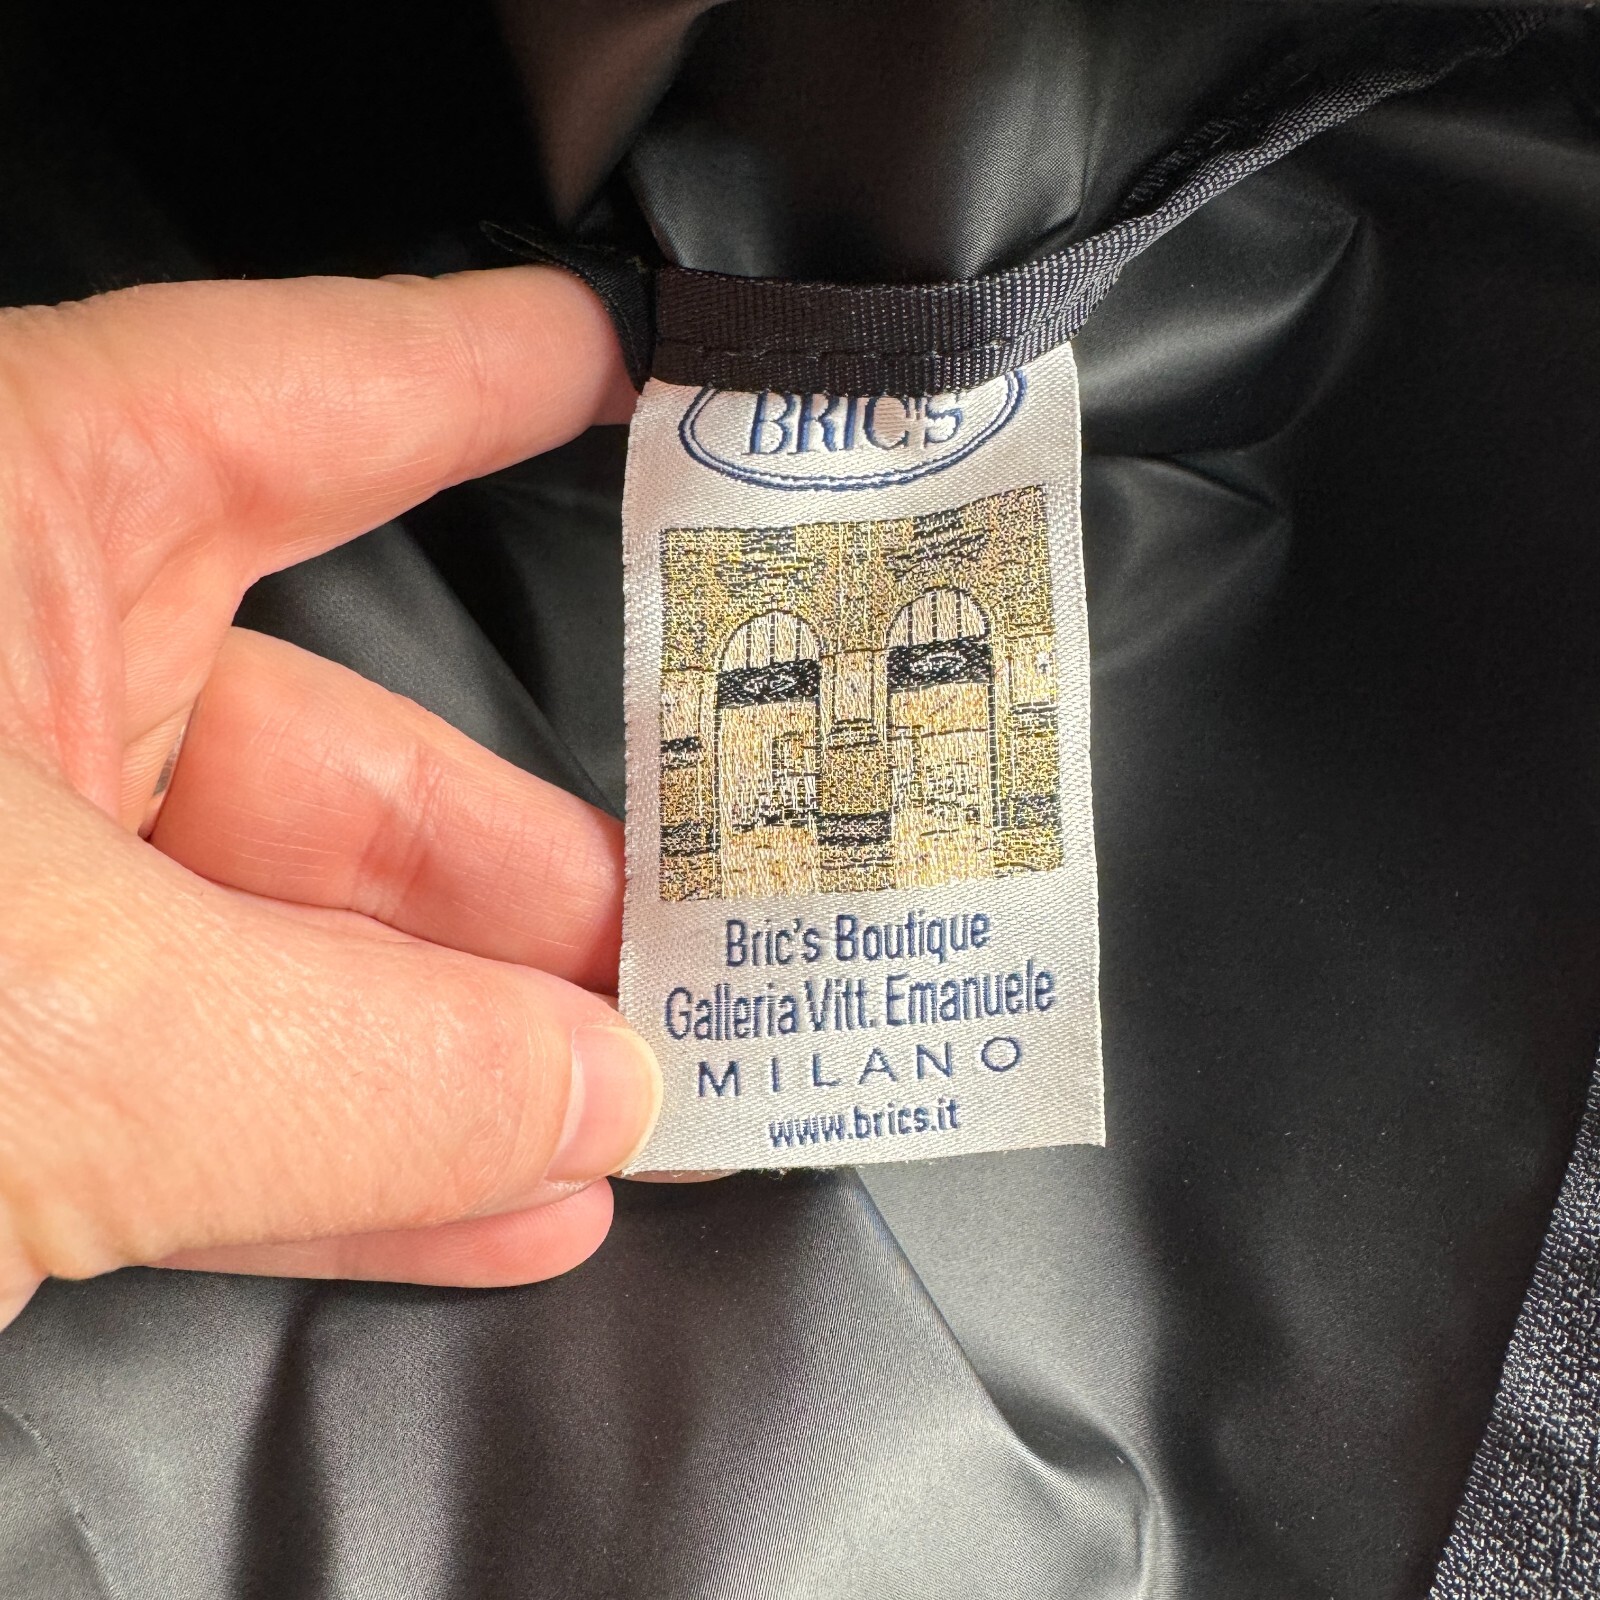 BRIC'S
Bric's Boutique
Galleria Vitt. Emanuele
MILANO
www.brics.it